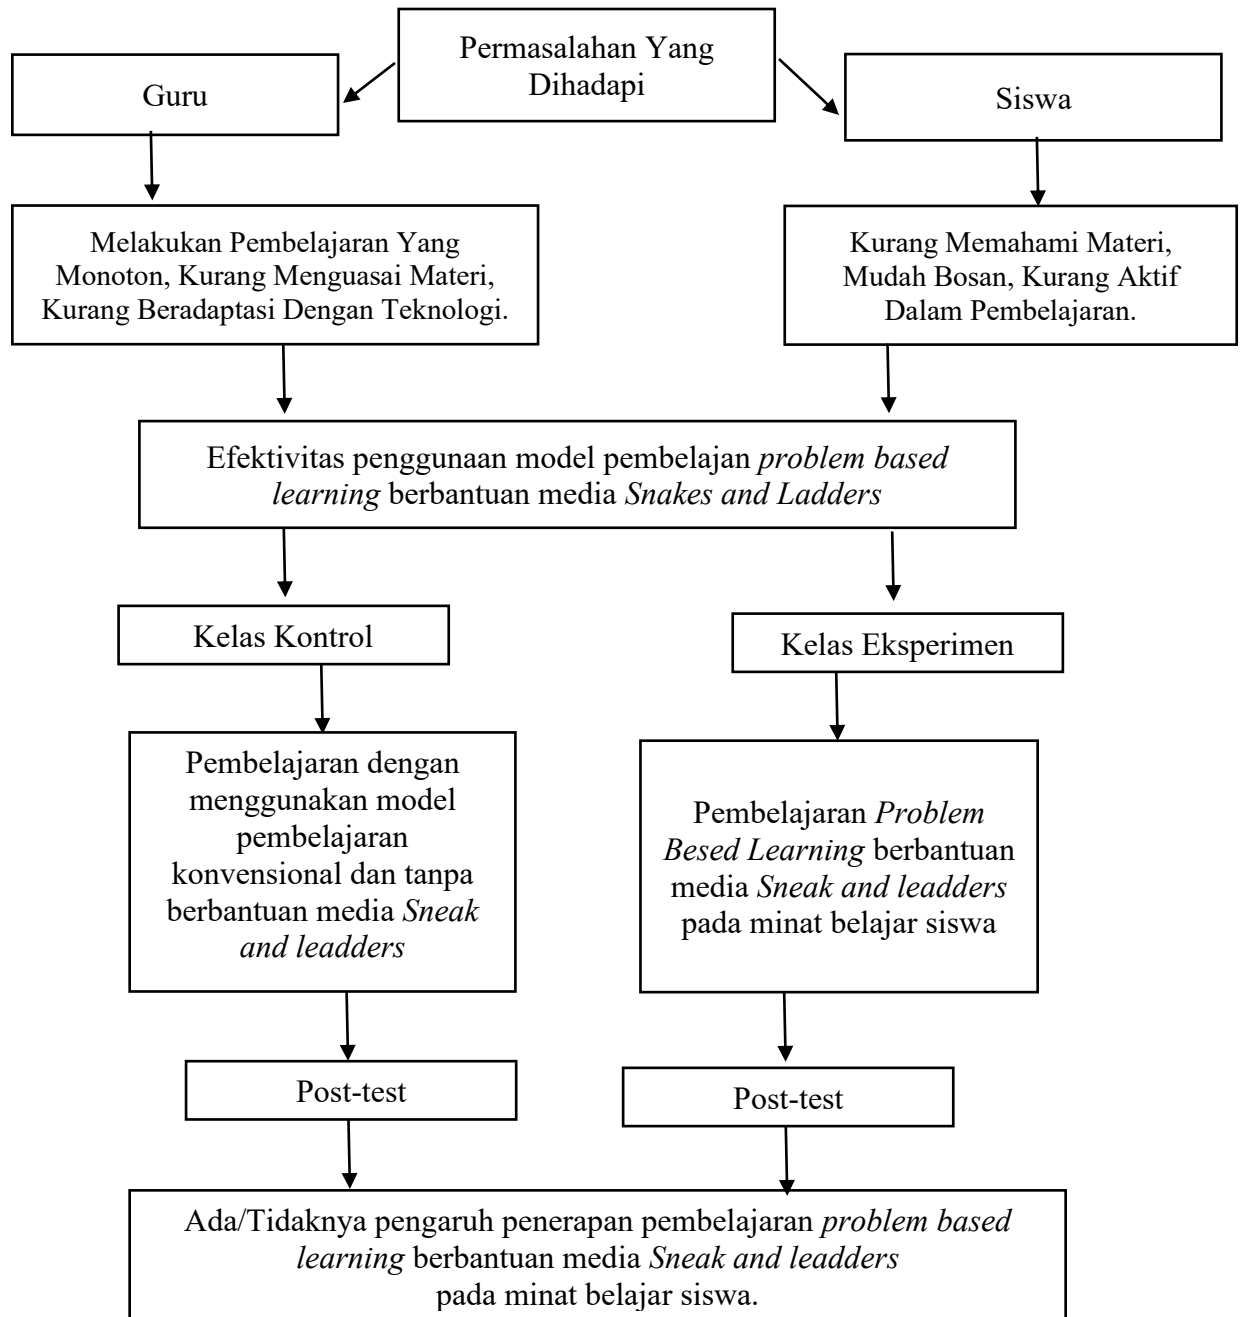 Permasalahan Yang
Dihadapi
Guru
Siswa
Melakukan Pembelajaran Yang
Monoton, Kurang Menguasai Materi,
Kurang Beradaptasi Dengan Teknologi.
Kurang Memahami Materi,
Mudah Bosan, Kurang Aktif
Dalam Pembelajaran.
Efektivitas penggunaan model pembelajan problem based
learning berbantuan media Snakes and Ladders
Kelas Kontrol
Kelas Eksperimen
Pembelajaran dengan
menggunakan model
pembelajaran
konvensional dan tanpa
berbantuan media Sneak
and leadders
Pembelajaran Problem
Besed Learning berbantuan
media Sneak and leadders
pada minat belajar siswa
Post-test
Post-test
Ada/Tidaknya pengaruh penerapan pembelajaran problem based
learning berbantuan media Sneak and leadders
pada minat belajar siswa.